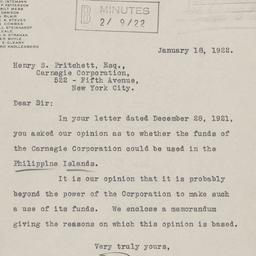 PATTERSON
MINUTES
B
2/9/22
January 18, 1922.
Henry S. Pritchett, Esq.,
Carnegie Corporation,
522 - Fifth Avenue,
New York City.
Dear Sir:
In your letter dated December 28, 1921,
you asked our opinion as to whether the funds of
the Carnegie Corporation could be used in the
Philippine Islands.
It is our opinion that it is probably
beyond the power of the Corporation to make such
a use of its funds. We enclose a memorandum
giving the reasons on which this opinion is based.
Very truly yours,